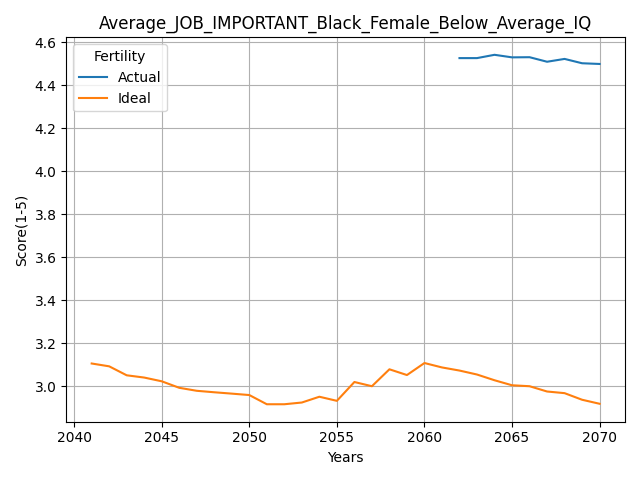 Average_JOB_IMPORTANT_Black_Female_Below_Average_IQ
Fertility
Actual
Ideal
Score(1-5)
4.6
4.4
4.2
4.0
3.8
3.6
3.4
3.2
3.0
2040
2045
2050
2055
2060
2065
2070
Years